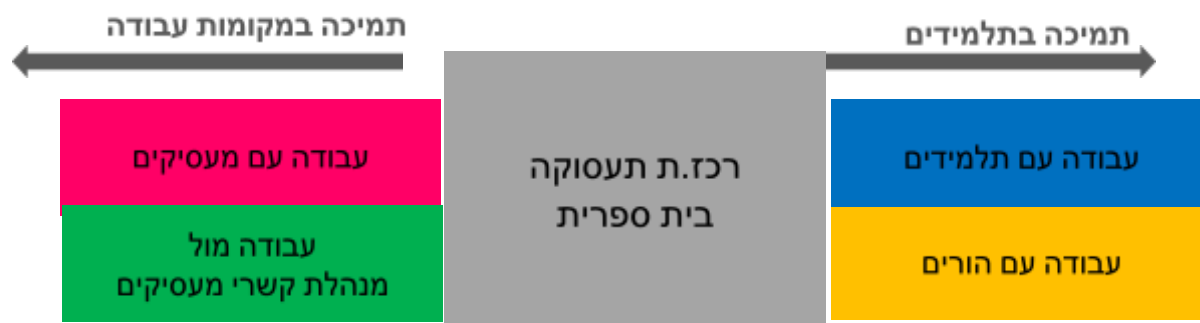 תמיכה בתלמידים
תמיכה במקומות עבודה
עבודה עם תלמידים
עבודה עם הורים
רכז.ת תעסוקה
בית ספרית
עבודה עם מעסיקים
עבודה מול
מנהלת קשרי מעסיקים